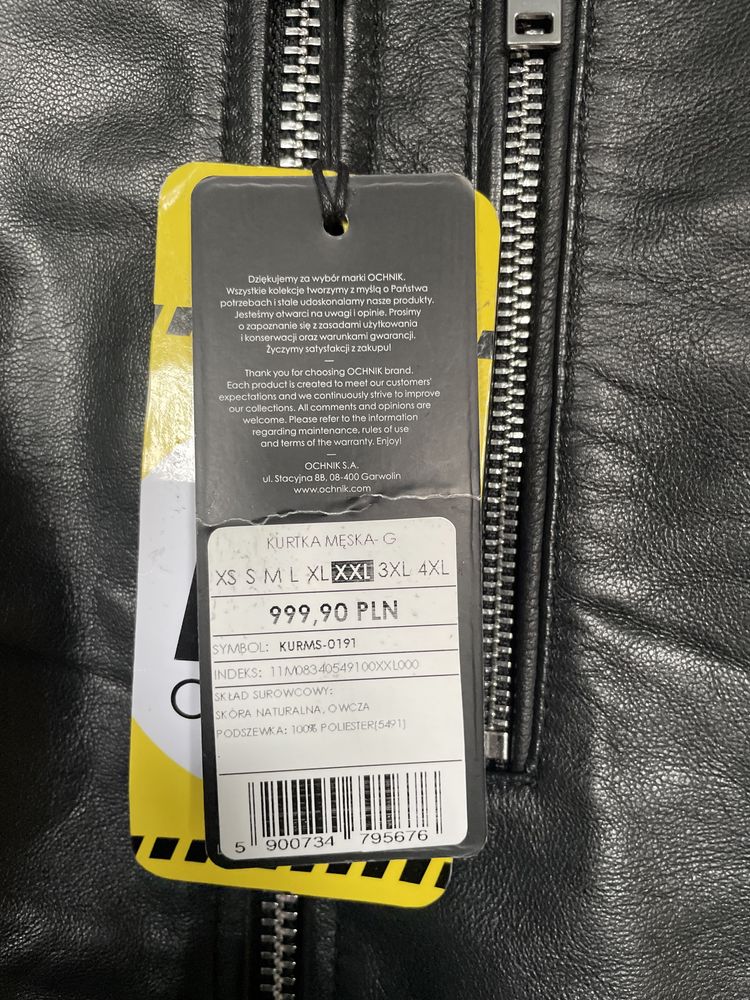 Dziękujemy za wybór marki OCHNIK.
Wszystkie kolekcje tworzymy z myślą o Państwa
potrzebach i stale udoskonalamy nasze produkty.
Jesteśmy otwarci na uwagi i opinie. Prosimy
o zapoznanie się z zasadami użytkowania
i konserwacji oraz warunkami gwarancji.
Życzymy satysfakcji z zakupu!
Thank you for choosing OCHNIK brand.
Each product is created to meet our customers'
expectations and we continuously strive to improve
our collections. All comments and opinions are
welcome. Please refer to the information
regarding maintenance, rules of use
and terms of the warranty. Enjoy!
OCHNIK S.A.
ul. Stacyjna 8B, 08-400 Garwolin
www.ochnik.com
KURTKA MĘSKA- G
XS S M L XL XXL 3XL 4XL
999,90 PLN
SYMBOL: KURMS-0191
INDEKS: 11M08340549100XXL000
SKŁAD SUROWCOWY:
SKÓRA NATURALNA, OWCZA
PODSZEWKA: 100% POLIESTER(5491)
5 900734 795676